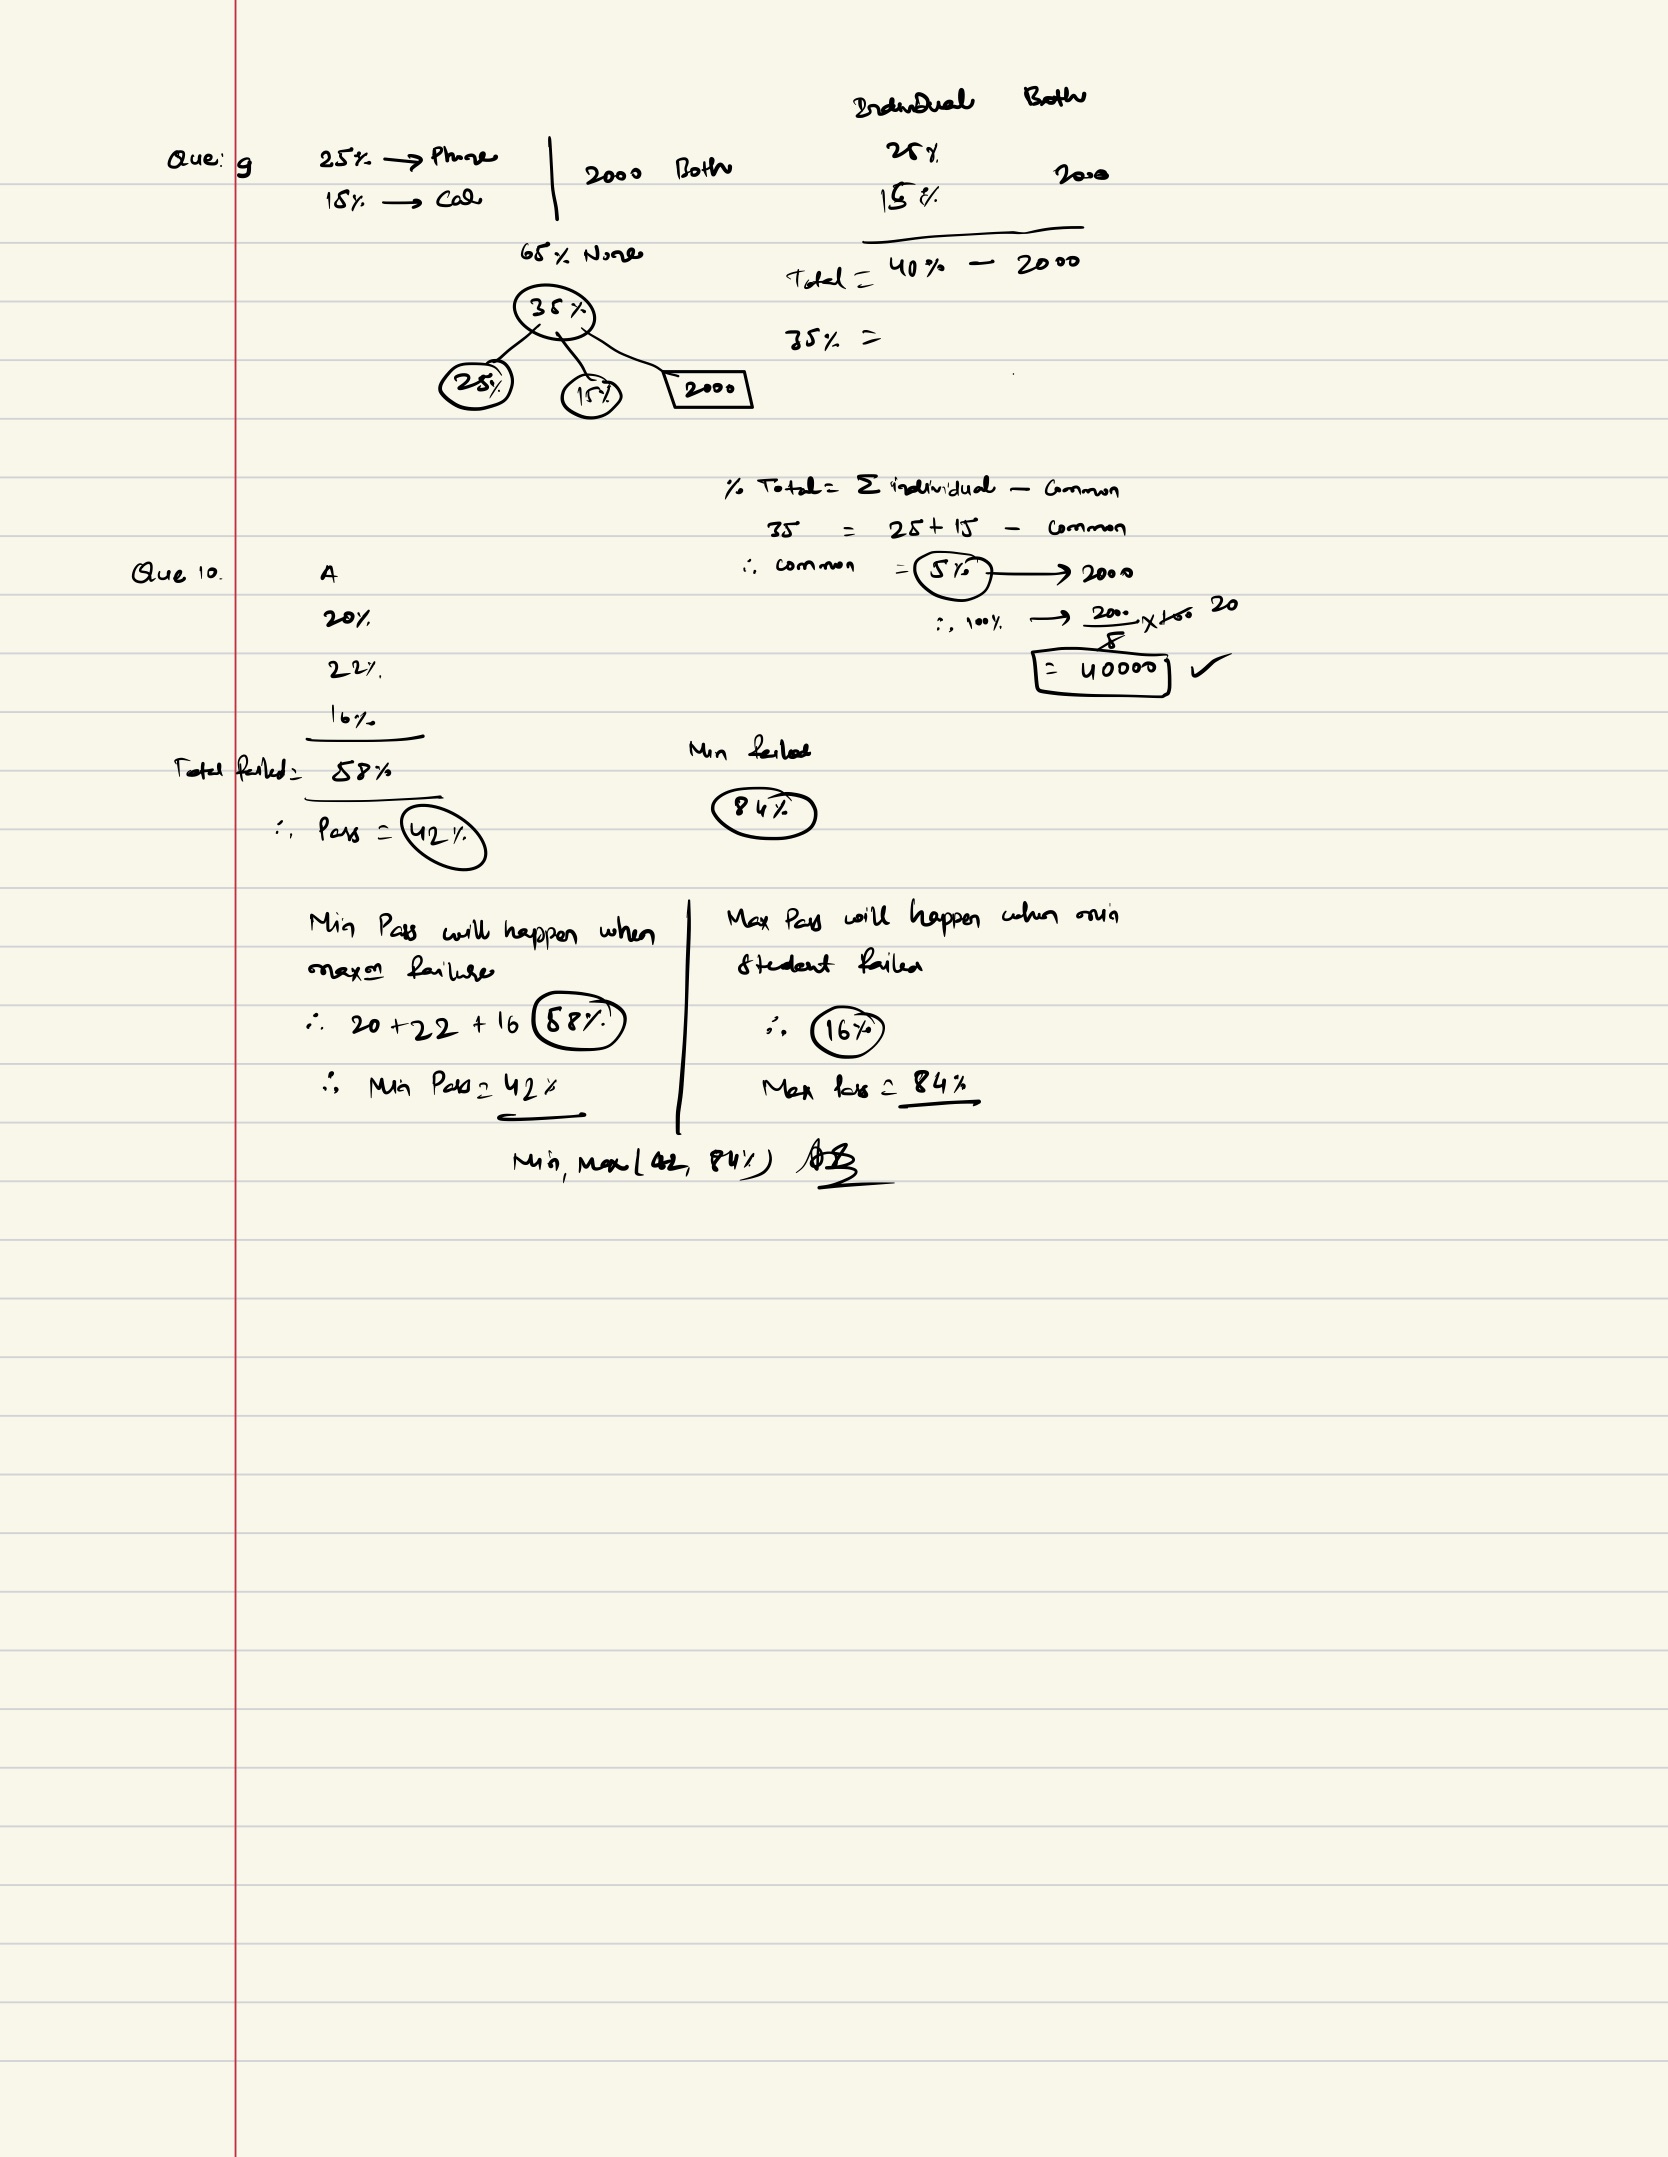 Individual Both
Que: 9 25% → Phone 2000 Both 25% 2000
15% → Car 15%
65% None Total = 40% - 2000
35% 35% =
25% 15% 2000
% Total = Σ individual - Common
35 = 25 + 15 - common
∴ common = 5% → 2000
∴ 100% → 2000/5 × 100 20
= 40000 ✓
Que 10. A
20%
22%
16%
Total failed = 58%
∴ Pass = 42%
Min failed
84%
Min Pass will happen when
maxm failure
∴ 20 + 22 + 16 58%
∴ Min Pass = 42%
Max Pass will happen when min
student failed
∴ 16%
Max Pass = 84%
Min, Max (42, 84%)